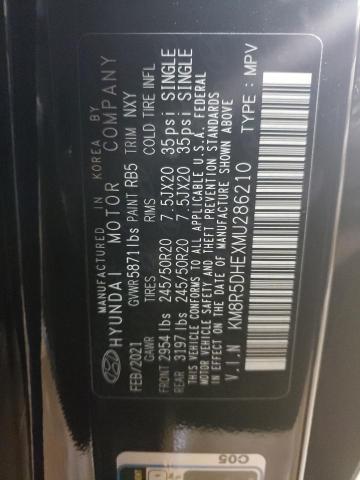 MANUFACTURED IN KOREA BY
HYUNDAI MOTOR COMPANY
FEB/2021 GVWR 5871 lbs PAINT RB5 TRIM NXY
GAWR TIRES RIMS COLD TIRE INFL
FRONT 2954 lbs 245/50R20 7.5JX20 35psi SINGLE
REAR 3197 lbs 245/50R20 7.5JX20 35psi SINGLE
THIS VEHICLE CONFORMS TO ALL APPLICABLE U.S.A. FEDERAL
MOTOR VEHICLE SAFETY AND THEFT PREVENTION STANDARDS
IN EFFECT ON THE DATE OF MANUFACTURE SHOWN ABOVE
V.I.N KM8R5DHEXMU286210 TYPE : MPV
C05